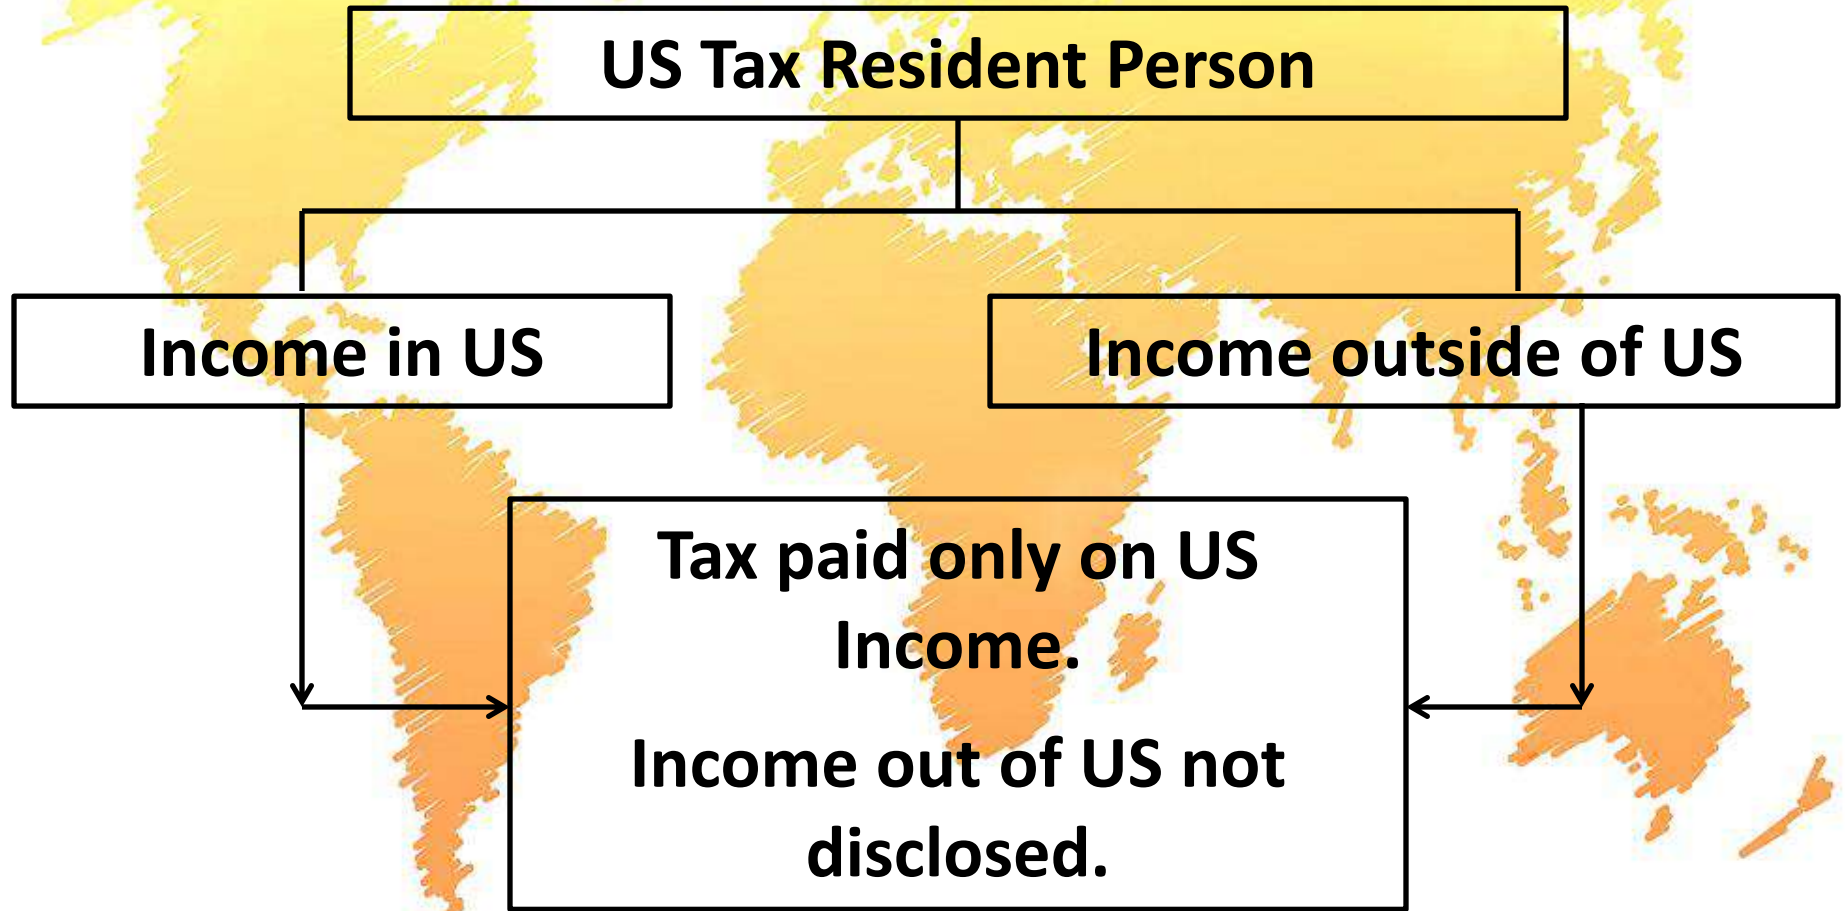 US Tax Resident Person
Income in US
Income outside of US
Tax paid only on US
Income.
Income out of US not
disclosed.